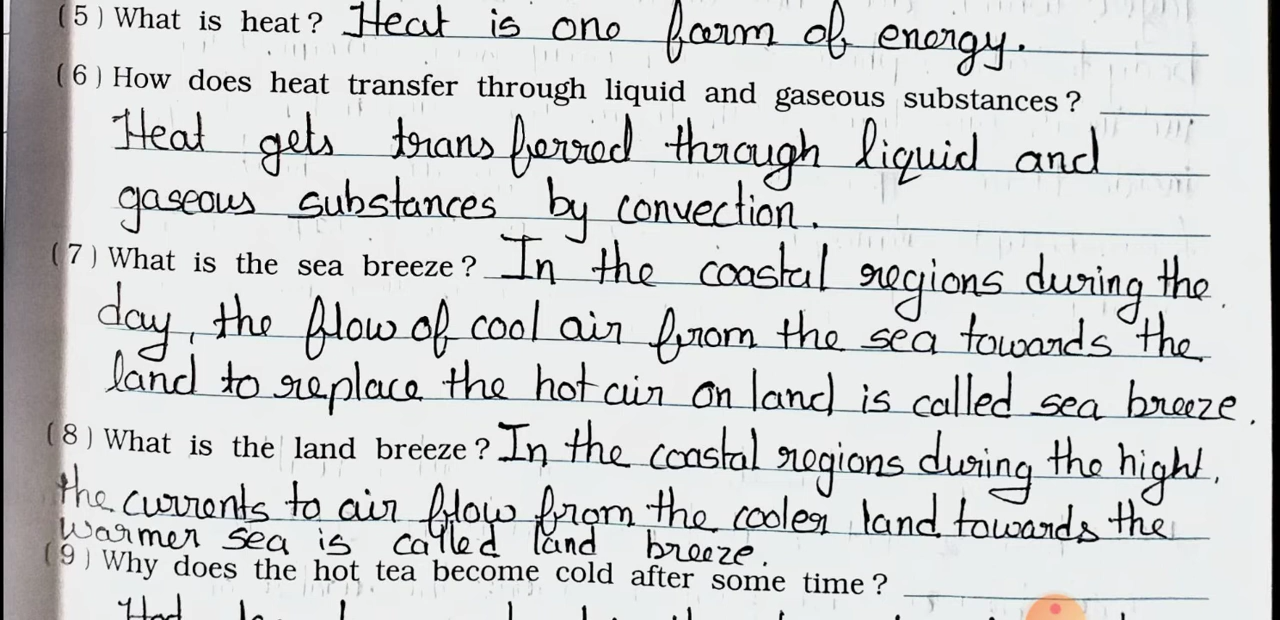 (5) What is heat? Heat is one form of energy.
(6) How does heat transfer through liquid and gaseous substances?
Heat gets transferred through liquid and
gaseous substances by convection.
(7) What is the sea breeze? In the coastal regions during the
day, the flow of cool air from the sea towards the
land to replace the hot air on land is called sea breeze.
(8) What is the land breeze? In the coastal regions during the hight,
the currents to air flow from the cooler land towards the
warmer sea is called land breeze.
(9) Why does the hot tea become cold after some time?